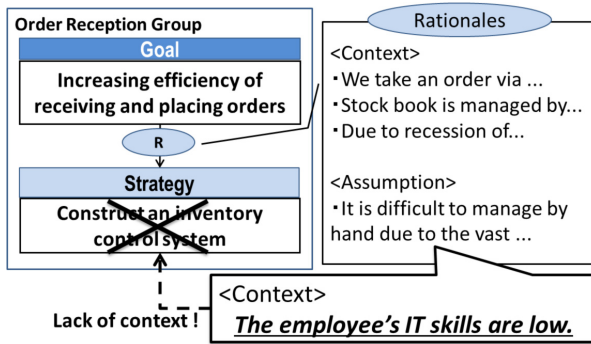 Order Reception Group
Goal
Increasing efficiency of
receiving and placing orders
R
Strategy
Construct an inventory
control system
Lack of context !
Rationales
<Context>
・We take an order via ...
・Stock book is managed by...
・Due to recession of...
<Assumption>
・It is difficult to manage by
hand due to the vast ...
<Context>
The employee's IT skills are low.